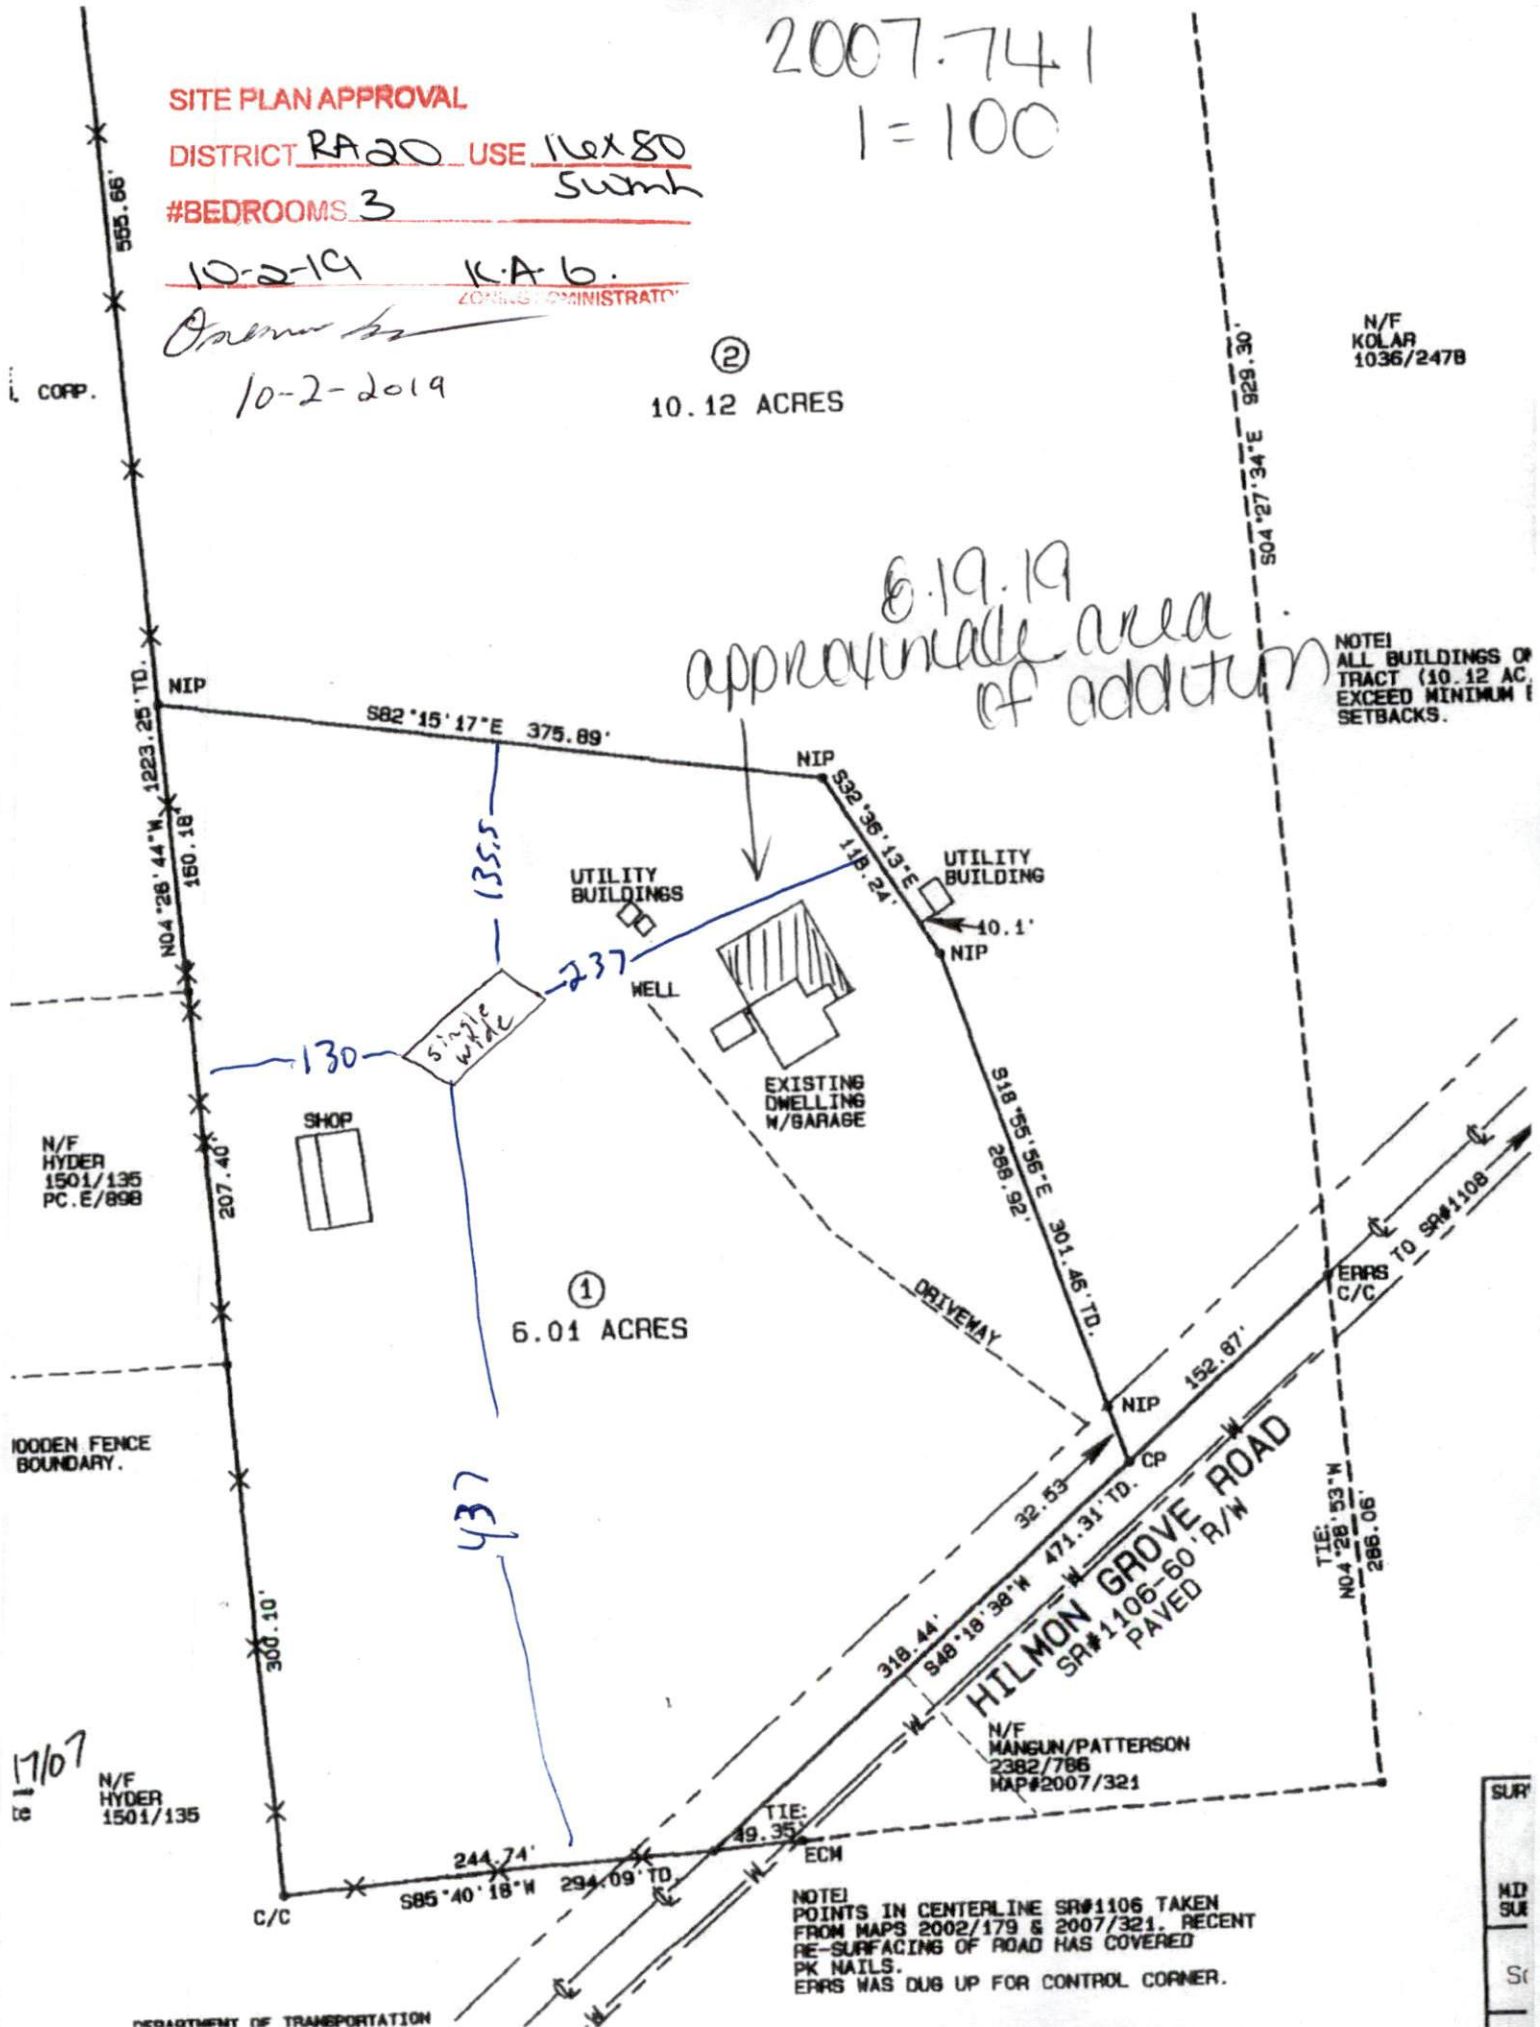 2007.741
1=100
SITE PLAN APPROVAL
DISTRICT RA20 USE 16x80
swmh
#BEDROOMS 3
10-2-19 K.A.b.
ZONING ADMINISTRATO
10-2-2019
555.66'
CORP.
②
10.12 ACRES
S04°27'34"E 929.30'
N/F
KOLAR
1036/2478
6.19.19
approximate area
of addition
NOTE!
ALL BUILDINGS O
TRACT (10.12 AC.
EXCEED MINIMUM
SETBACKS.
NIP
S82°15'17"E 375.89'
NIP
N04°26'44"W 1223.25'TD.
160.18'
135.5
S32°36'13"E
118.24'
UTILITY
BUILDINGS
UTILITY
BUILDING
10.1'
NIP
237
WELL
single
wide
130
EXISTING
DWELLING
W/GARAGE
SHOP
N/F
HYDER
1501/135
PC.E/898
207.40'
S18°55'56"E 301.46'TD.
268.92'
①
6.01 ACRES
DRIVEWAY
TO SR#1108
ERRS
C/C
152.87'
NIP
CP
OODEN FENCE
BOUNDARY.
437
32.53
318.44'
S48°18'38"W 471.31'TD.
HILMON GROVE ROAD
SR#1106-60'R/W
PAVED
TIE:
N04°28'53"W
286.06'
300.10'
17/07
N/F
HYDER
1501/135
N/F
MANGUN/PATTERSON
2382/786
MAP#2007/321
TIE:
49.35'
ECM
244.74'
S85°40'18"W 294.09'TD.
C/C
W
W
W
W
W
NOTE!
POINTS IN CENTERLINE SR#1106 TAKEN
FROM MAPS 2002/179 & 2007/321. RECENT
RE-SURFACING OF ROAD HAS COVERED
PK NAILS.
ERRS WAS DUG UP FOR CONTROL CORNER.
SUR
DEPARTMENT OF TRANSPORTATION